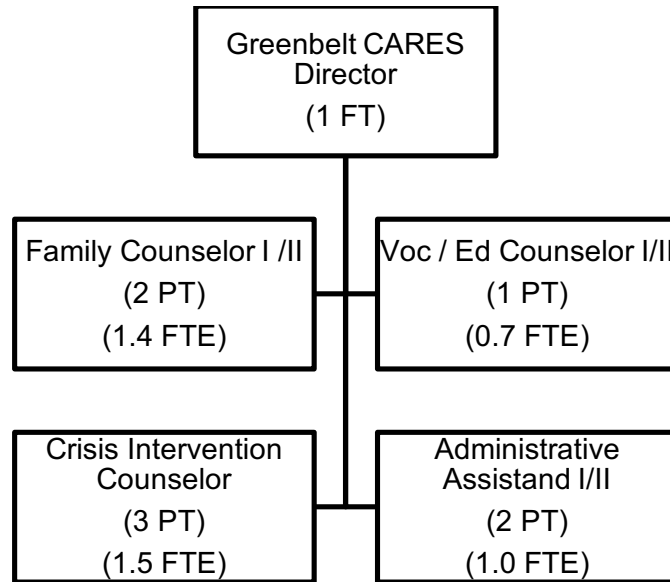 Greenbelt CARES
Director
(1 FT)
Family Counselor I /II
(2 PT)
(1.4 FTE)
Voc / Ed Counselor I/II
(1 PT)
(0.7 FTE)
Crisis Intervention
Counselor
(3 PT)
(1.5 FTE)
Administrative
Assistand I/II
(2 PT)
(1.0 FTE)